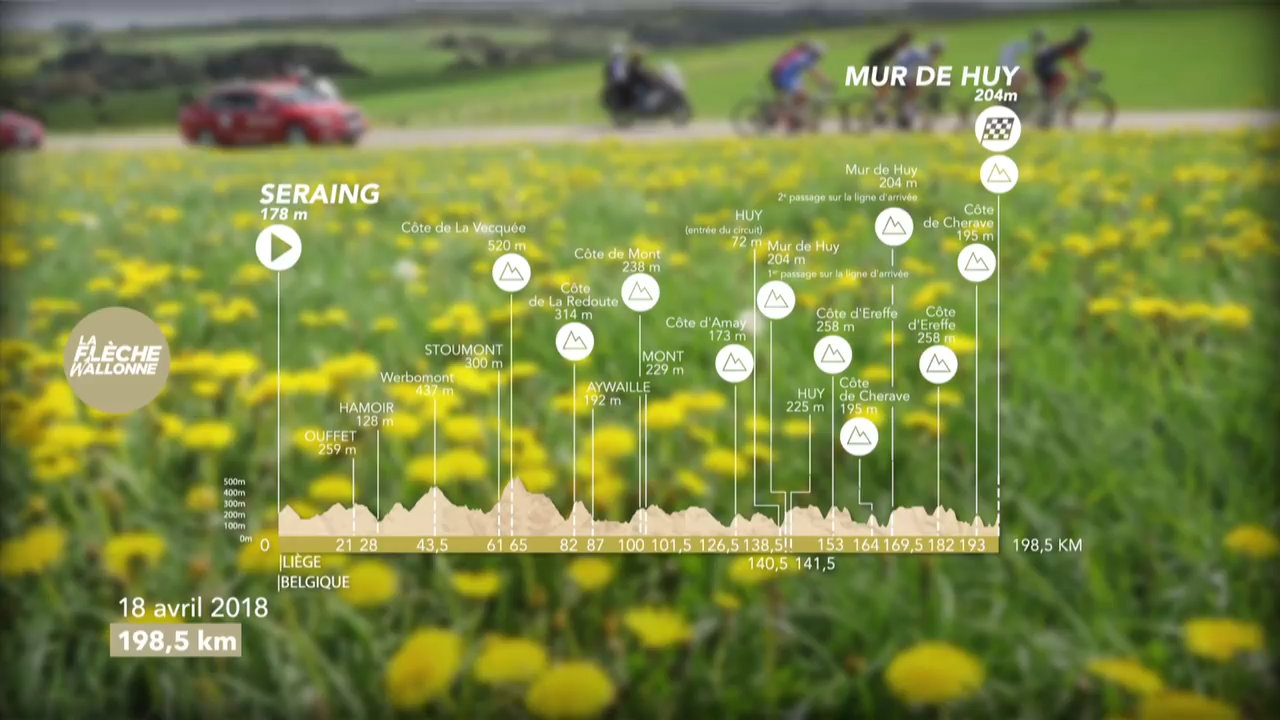 MUR DE HUY
204m
SERAING
178 m
Côte de La Vecquée
520 m
Côte de Mont
238 m
Côte
de La Redoute
314 m
HUY
(entrée du circuit)
72 m
Mur de Huy
204 m
2e passage sur la ligne d'arrivée
Côte
de Cherave
195 m
Mur de Huy
204 m
1er passage sur la ligne d'arrivée
Côte d'Amay
173 m
Côte d'Ereffe
258 m
Côte
d'Ereffe
258 m
LA
FLÈCHE
WALLONNE
STOUMONT
300 m
MONT
229 m
Werbomont
437 m
AYWAILLE
192 m
HUY
225 m
Côte
de Cherave
195 m
HAMOIR
128 m
OUFFET
259 m
500m
400m
300m
200m
100m
0m
0 21 28 43,5 61 65 82 87 100 101,5 126,5 138,5 153 164 169,5 182 193 198,5 KM
140,5 141,5
LIÈGE
BELGIQUE
18 avril 2018
198,5 km